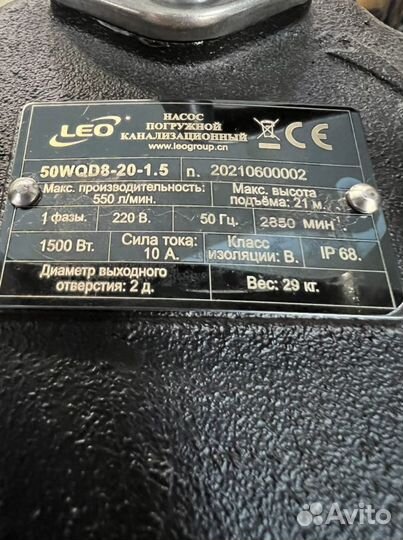 LEO
НАСОС
ПОГРУЖНОЙ
КАНАЛИЗАЦИОННЫЙ
www.leogroup.cn
CE
50WQD8-20-1.5 n. 20210600002
Макс. производительность:
550 л/мин.
Макс. высота
подъёма: 21 м.
1 фазы. 220 В. 50 Гц. 2850 мин⁻¹.
1500 Вт. Сила тока:
10 А.
Класс
изоляции: В. IP 68.
Диаметр выходного
отверстия: 2 д.
Вес: 29 кг.
Avito